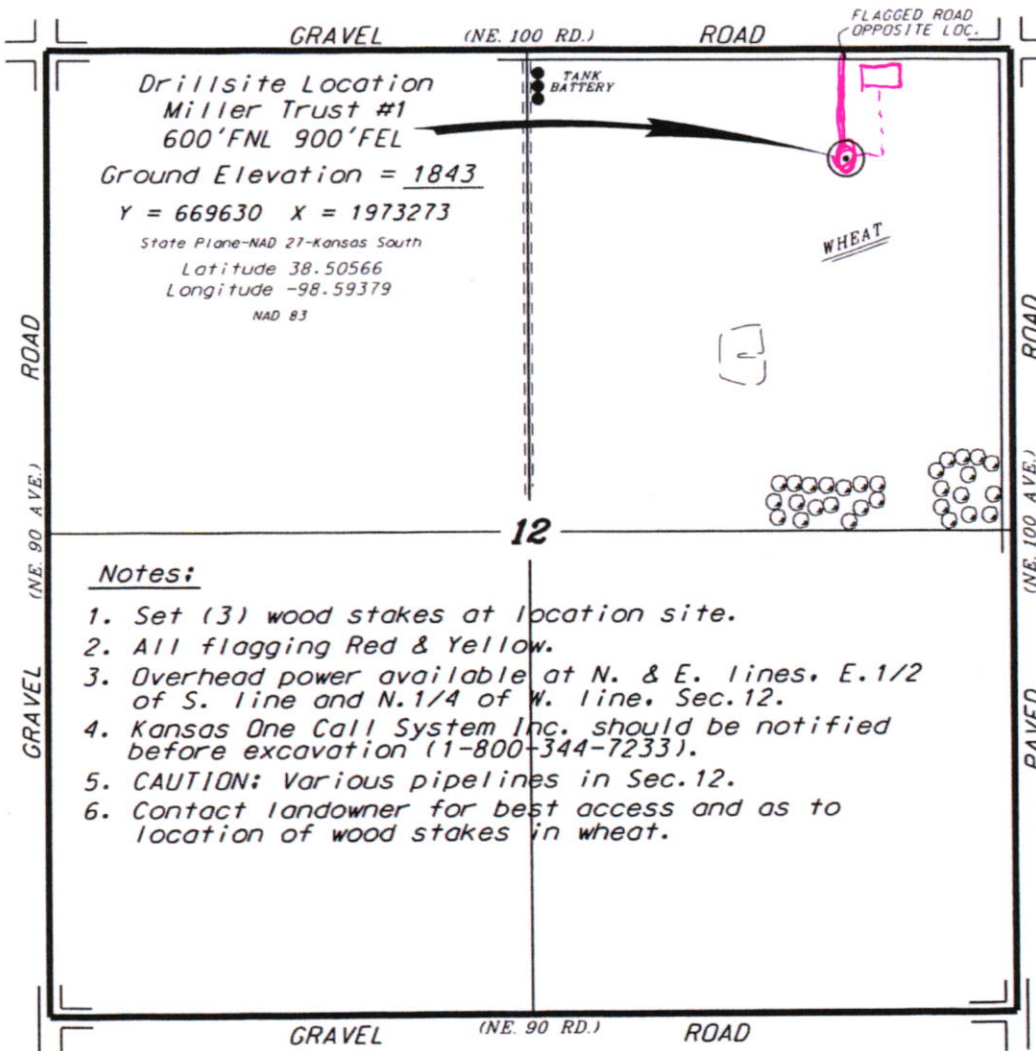 FLAGGED ROAD
OPPOSITE LOC.
GRAVEL (NE. 100 RD.) ROAD
Drillsite Location
Miller Trust #1
600'FNL 900'FEL
Ground Elevation = 1843
Y = 669630 X = 1973273
State Plane-NAD 27-Kansas South
Latitude 38.50566
Longitude -98.59379
NAD 83
TANK
BATTERY
WHEAT
GRAVEL (NE. 90 AVE.) ROAD
PAVED (NE. 100 AVE.) ROAD
12
Notes:
1. Set (3) wood stakes at location site.
2. All flagging Red & Yellow.
3. Overhead power available at N. & E. lines, E.1/2
of S. line and N.1/4 of W. line, Sec.12.
4. Kansas One Call System Inc. should be notified
before excavation (1-800-344-7233).
5. CAUTION: Various pipelines in Sec.12.
6. Contact landowner for best access and as to
location of wood stakes in wheat.
GRAVEL (NE. 90 RD.) ROAD